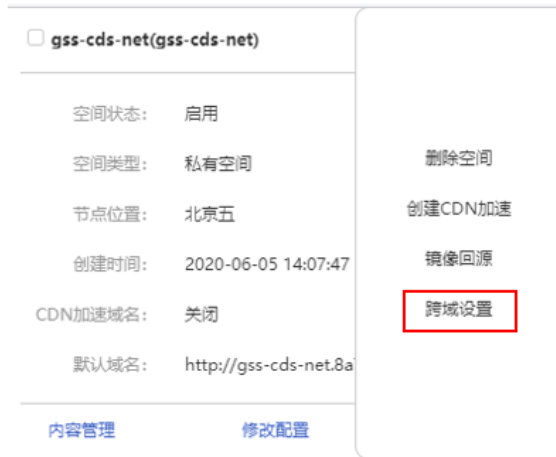 gss-cds-net(gss-cds-net)
空间状态： 启用
空间类型： 私有空间
节点位置： 北京五
创建时间： 2020-06-05 14:07:47
CDN加速域名： 关闭
默认域名： http://gss-cds-net.8a
内容管理 修改配置
删除空间
创建CDN加速
镜像回源
跨域设置